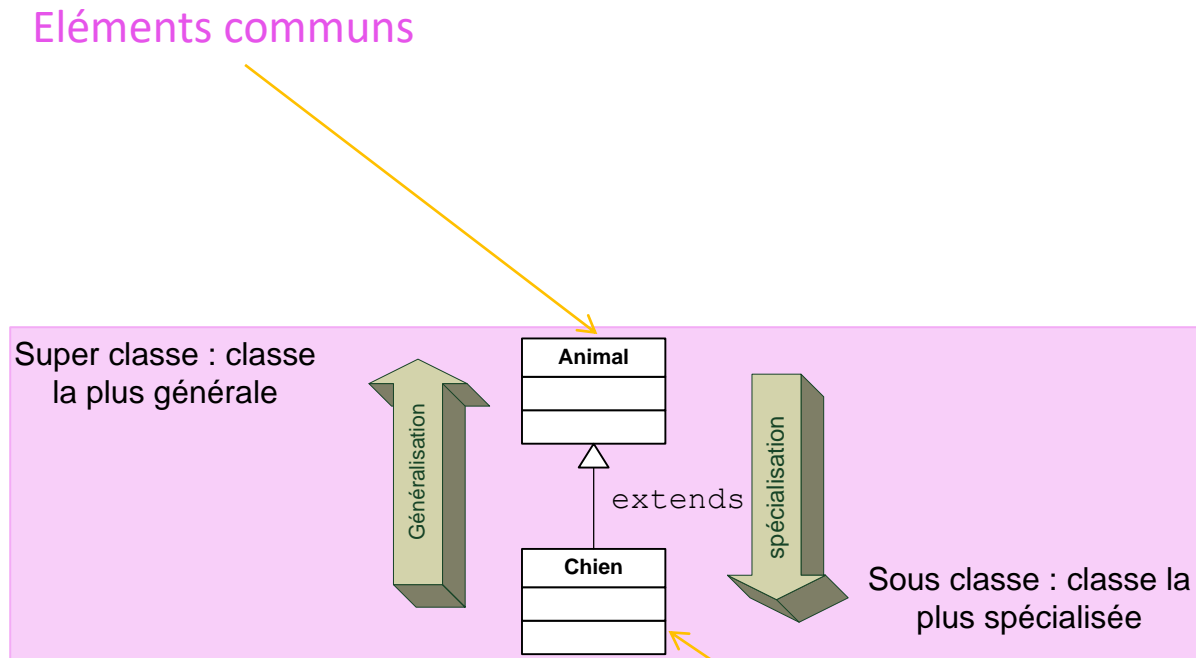 Eléments communs
Super classe : classe
la plus générale
Animal
Généralisation
spécialisation
extends
Chien
Sous classe : classe la
plus spécialisée